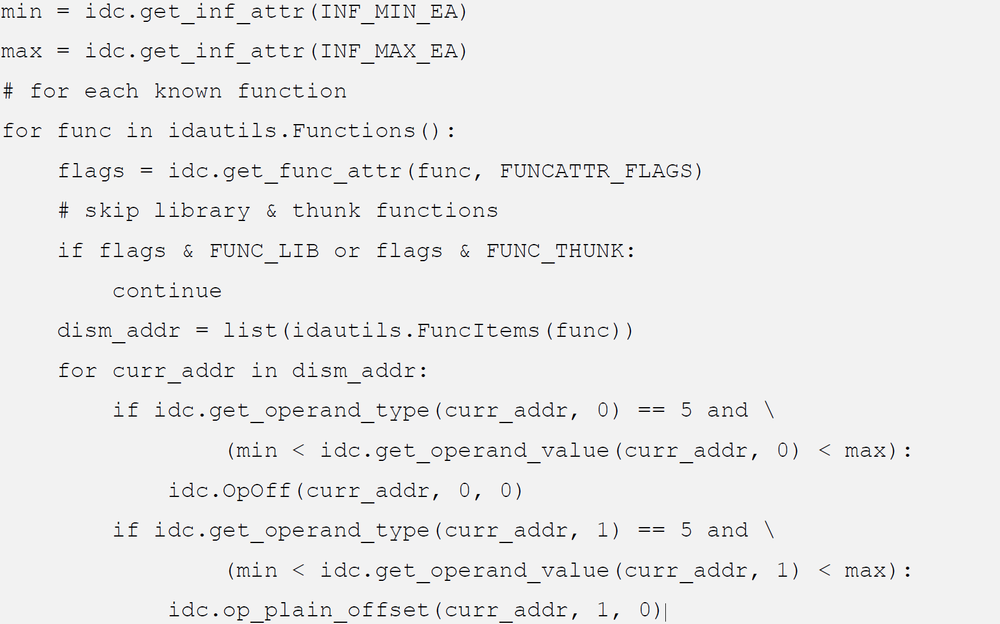 min = idc.get_inf_attr(INF_MIN_EA)
max = idc.get_inf_attr(INF_MAX_EA)
# for each known function
for func in idautils.Functions():
    flags = idc.get_func_attr(func, FUNCATTR_FLAGS)
    # skip library & thunk functions
    if flags & FUNC_LIB or flags & FUNC_THUNK:
        continue
    dism_addr = list(idautils.FuncItems(func))
    for curr_addr in dism_addr:
        if idc.get_operand_type(curr_addr, 0) == 5 and \
                (min < idc.get_operand_value(curr_addr, 0) < max):
            idc.OpOff(curr_addr, 0, 0)
        if idc.get_operand_type(curr_addr, 1) == 5 and \
                (min < idc.get_operand_value(curr_addr, 1) < max):
            idc.op_plain_offset(curr_addr, 1, 0)